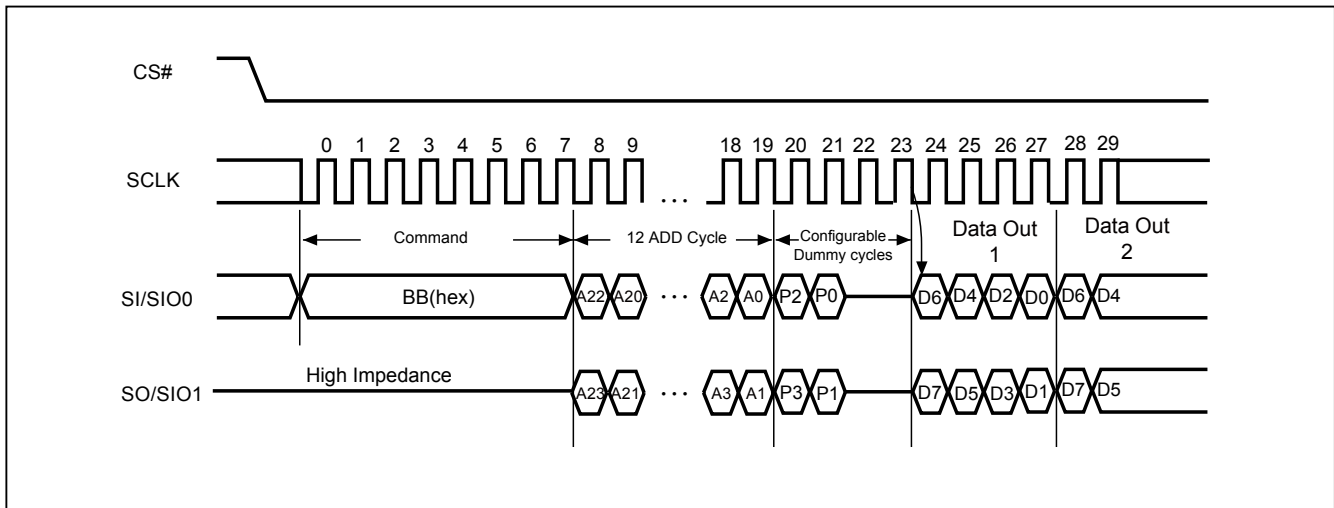 CS#
0 1 2 3 4 5 6 7 8 9 18 19 20 21 22 23 24 25 26 27 28 29
SCLK
...
Command
12 ADD Cycle
Configurable
Dummy cycles
Data Out
1
Data Out
2
SI/SIO0
BB(hex)
A22 A20 ... A2 A0 P2 P0 D6 D4 D2 D0 D6 D4
High Impedance
SO/SIO1
A23 A21 ... A3 A1 P3 P1 D7 D5 D3 D1 D7 D5